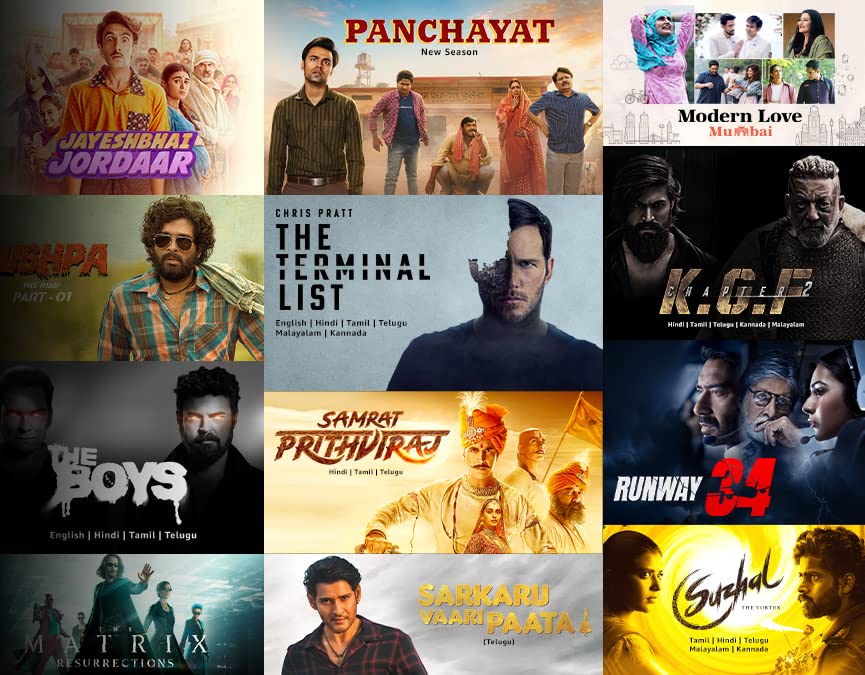 JAYESHBHAI
JORDAAR
PANCHAYAT
New Season
Modern Love
Mumbai
PUSHPA
THE RISE
PART - 01
CHRIS PRATT
THE
TERMINAL
LIST
English | Hindi | Tamil | Telugu
Malayalam | Kannada
K.G.F
CHAPTER 2
Hindi | Tamil | Telugu | Kannada | Malayalam
THE
BOYS
English | Hindi | Tamil | Telugu
SAMRAT
PRITHVIRAJ
Hindi | Tamil | Telugu
RUNWAY 34
THE
MATRIX
RESURRECTIONS
SARKARU
VAARI PAATA
(Telugu)
Suzhal
THE VORTEX
Tamil | Hindi | Telugu
Malayalam | Kannada